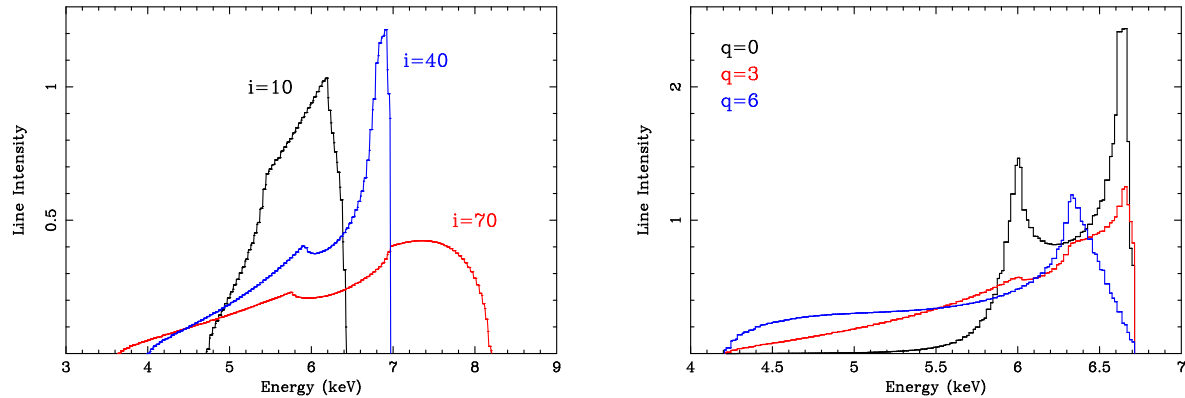 i=10
i=40
i=70
Line Intensity
0.5
1
3
4
5
6
7
8
9
Energy (keV)
q=0
q=3
q=6
Line Intensity
1
2
4
4.5
5
5.5
6
6.5
7
Energy (keV)